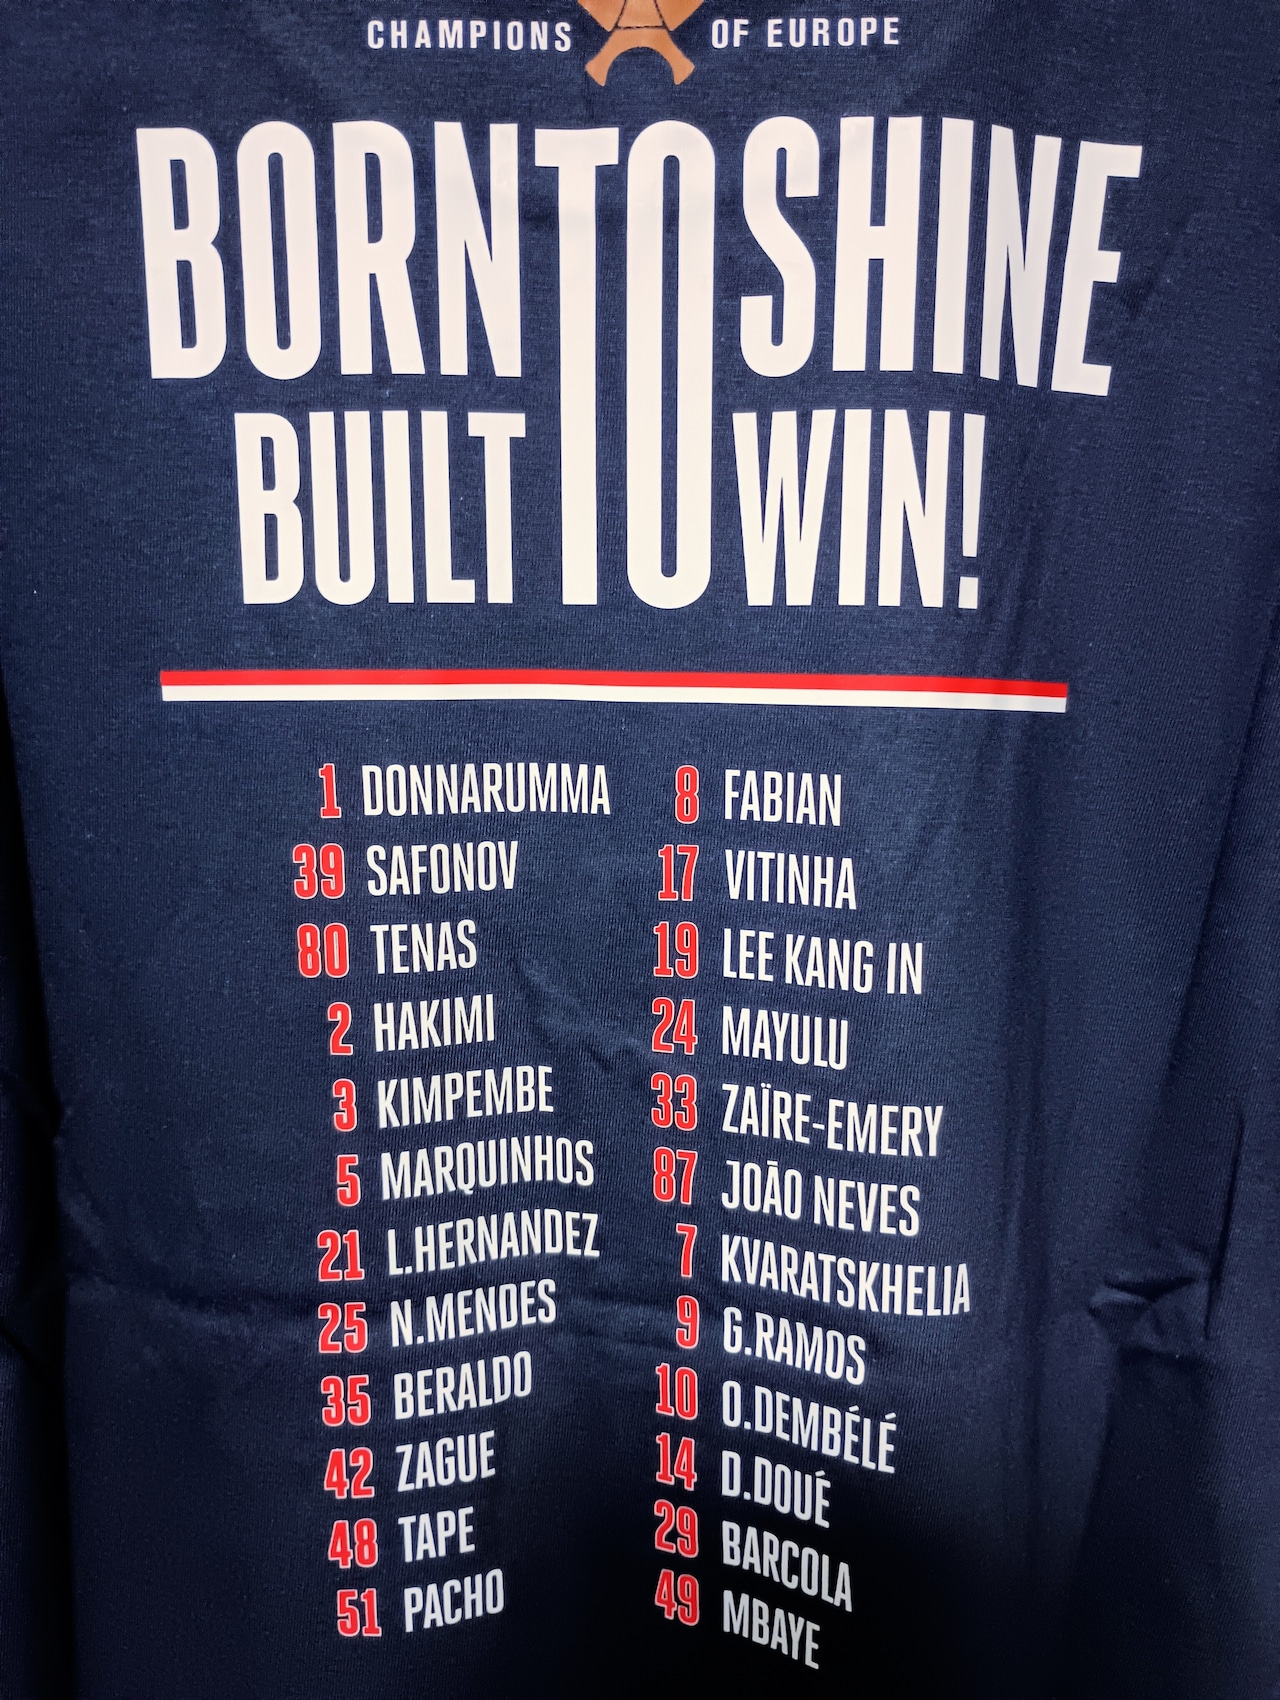 CHAMPIONS OF EUROPE
BORN TO SHINE
BUILT WIN!
1 DONNARUMMA
39 SAFONOV
80 TENAS
2 HAKIMI
3 KIMPEMBE
5 MARQUINHOS
21 L.HERNANDEZ
25 N.MENDES
35 BERALDO
42 ZAGUE
48 TAPE
51 PACHO
8 FABIAN
17 VITINHA
19 LEE KANG IN
24 MAYULU
33 ZAÏRE-EMERY
87 JOÃO NEVES
7 KVARATSKHELIA
9 G.RAMOS
10 O.DEMBÉLÉ
14 D.DOUÉ
29 BARCOLA
49 MBAYE